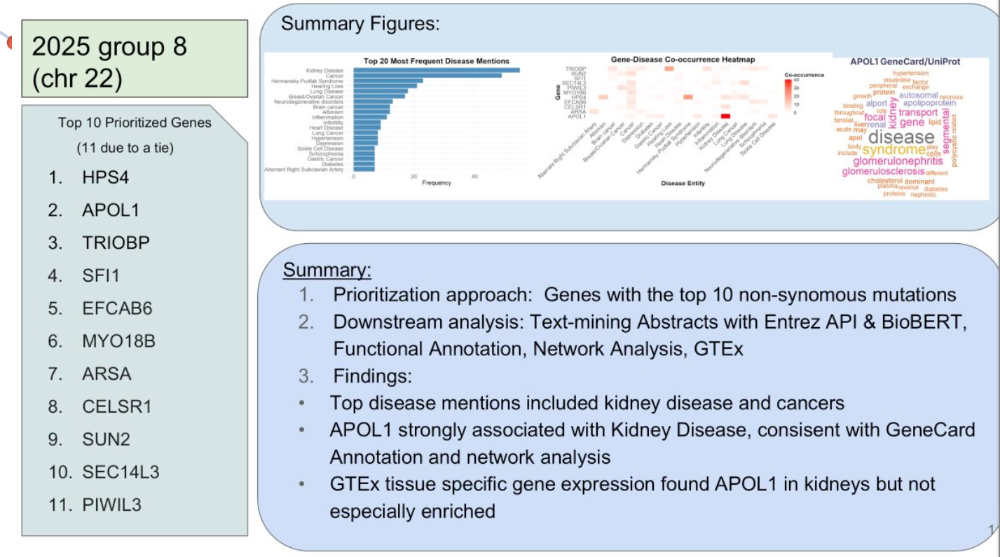 2025 group 8
(chr 22)
Top 10 Prioritized Genes
(11 due to a tie)
1. HPS4
2. APOL1
3. TRIOBP
4. SFI1
5. EFCAB6
6. MYO18B
7. ARSA
8. CELSR1
9. SUN2
10. SEC14L3
11. PIWIL3
Summary Figures:
Top 20 Most Frequent Disease Mentions
Kidney Disease
Cancer
Hermansky-Pudlak Syndrome
Hearing Loss
Lung Disease
Breast/Ovarian Cancer
Neurodegenerative disorders
Brain cancer
Albinism
Inflammation
Infertility
Heart Disease
Lung Cancer
Hypertension
Depression
Sickle Cell Disease
Schizophrenia
Gastric Cancer
Diabetes
Aberrant Right Subclavian Artery
0 20 40
Frequency
Gene-Disease Co-occurrence Heatmap
Gene
TRIOBP
SUN2
SFI1
SEC14L3
PIWIL3
MYO18B
HPS4
EFCAB6
CELSR1
ARSA
APOL1
Aberrant Right Subclavian Artery
Albinism
Brain cancer
Breast/Ovarian Cancer
Cancer
Depression
Diabetes
Gastric Cancer
Hearing Loss
Heart Disease
Hermansky-Pudlak Syndrome
Hypertension
Infertility
Inflammation
Kidney Disease
Lung Cancer
Lung Disease
Neurodegenerative disorders
Schizophrenia
Sickle Cell Disease
Disease Entity
Co-occurrence
40
30
20
10
0
APOL1 GeneCard/UniProt
hypertension
insulinlike factor
peripheral exchange
growth protein autosomal necrosis
binding alport kidney apolipoprotein
throughout role transport
familial focal gene lipid segmental
liver renal
acute may
apol disease polycystic related
body syndrome play
include cells
glomerulonephritis
glomerulosclerosis different
cholesterol dominant
plasma reverse diabetes
proteins nephrotic
Summary:
1. Prioritization approach: Genes with the top 10 non-synomous mutations
2. Downstream analysis: Text-mining Abstracts with Entrez API & BioBERT,
Functional Annotation, Network Analysis, GTEx
3. Findings:
• Top disease mentions included kidney disease and cancers
• APOL1 strongly associated with Kidney Disease, consisent with GeneCard
Annotation and network analysis
• GTEx tissue specific gene expression found APOL1 in kidneys but not
especially enriched
1